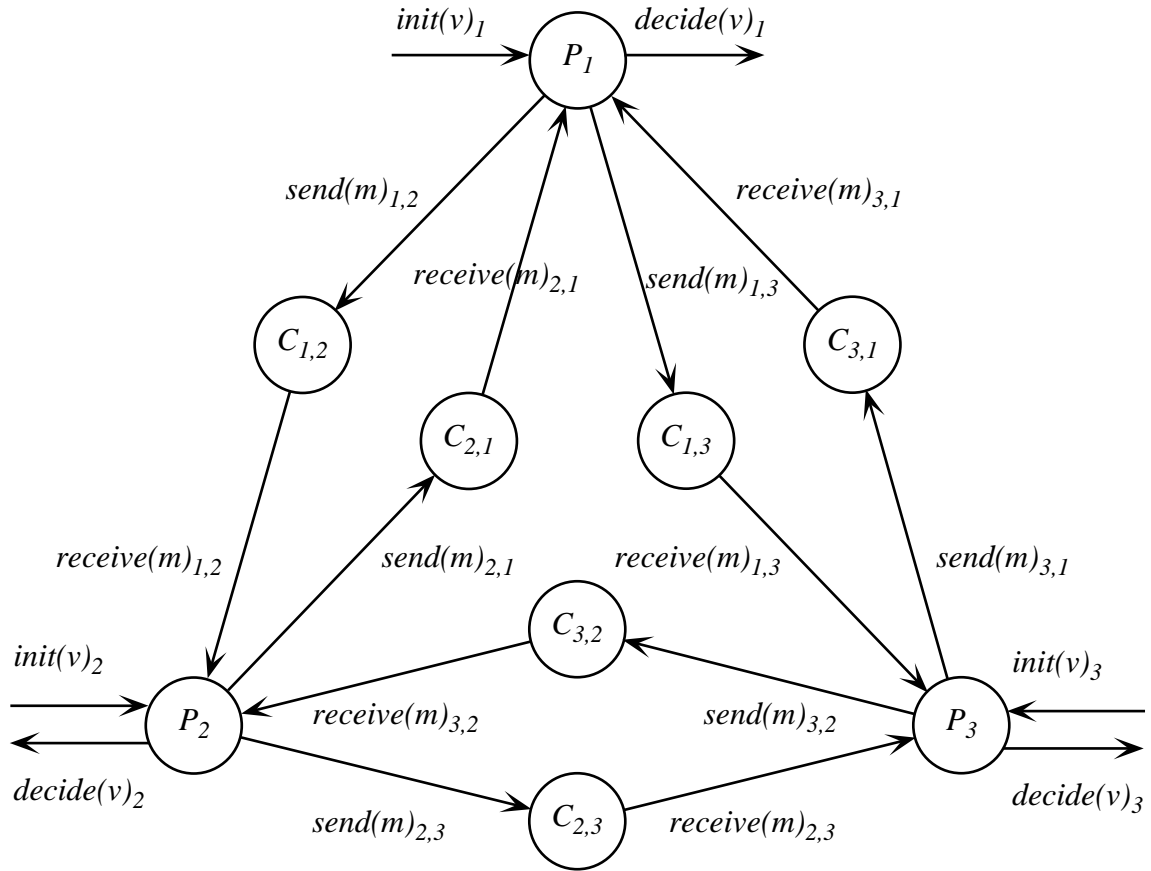 init(v)1
decide(v)1
P1
send(m)1,2
receive(m)3,1
receive(m)2,1
send(m)1,3
C1,2
C3,1
C2,1
C1,3
receive(m)1,2
send(m)2,1
receive(m)1,3
send(m)3,1
C3,2
init(v)2
init(v)3
P2
receive(m)3,2
send(m)3,2
P3
decide(v)2
decide(v)3
send(m)2,3
C2,3
receive(m)2,3